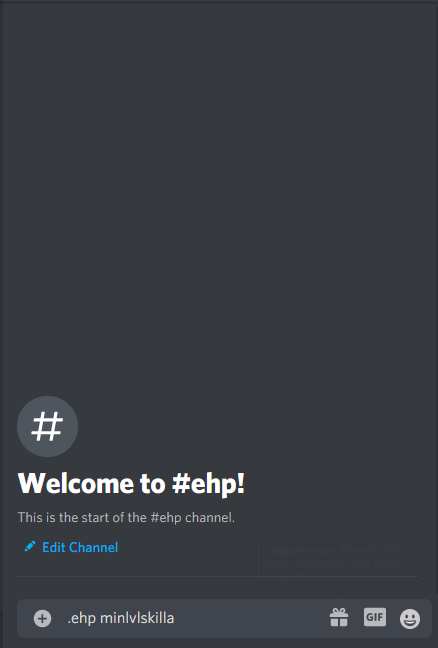 #
Welcome to #ehp!
This is the start of the #ehp channel.
Edit Channel
.ehp minlvlskilla
GIF